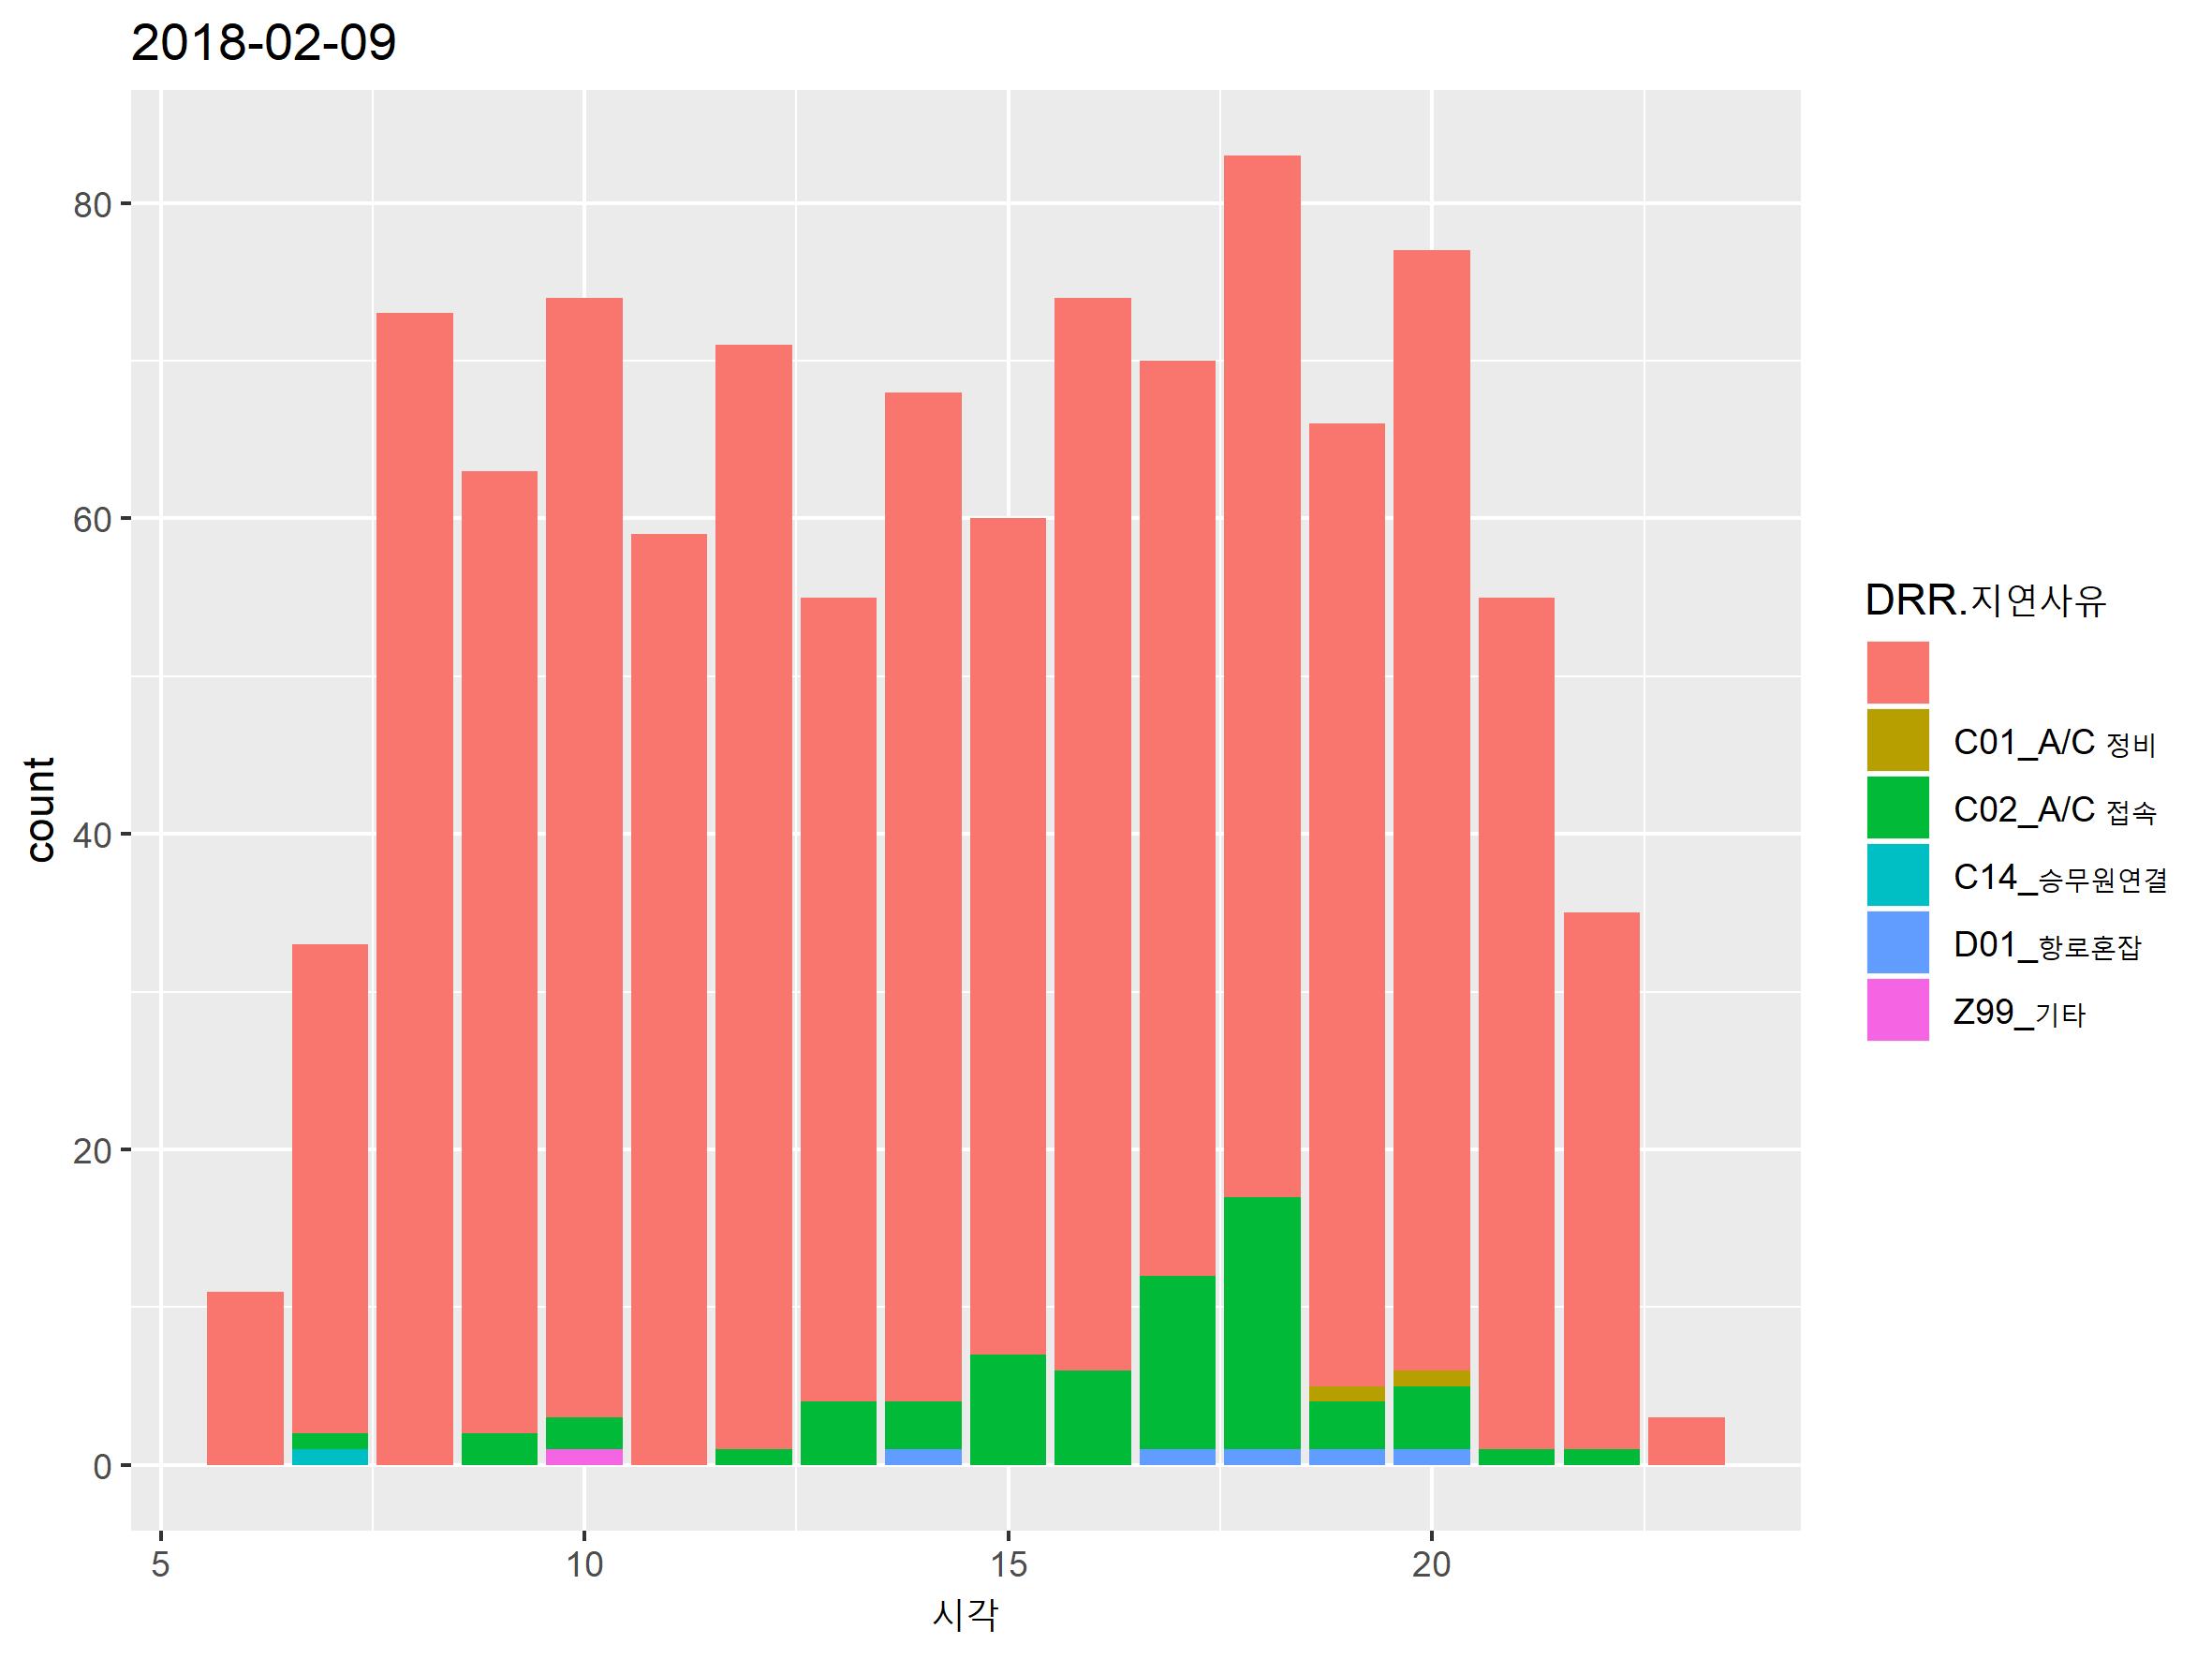 2018-02-09
80
60
40
20
0
count
5 10 15 20
시각
DRR.지연사유
C01_A/C 정비
C02_A/C 접속
C14_승무원연결
D01_항로혼잡
Z99_기타